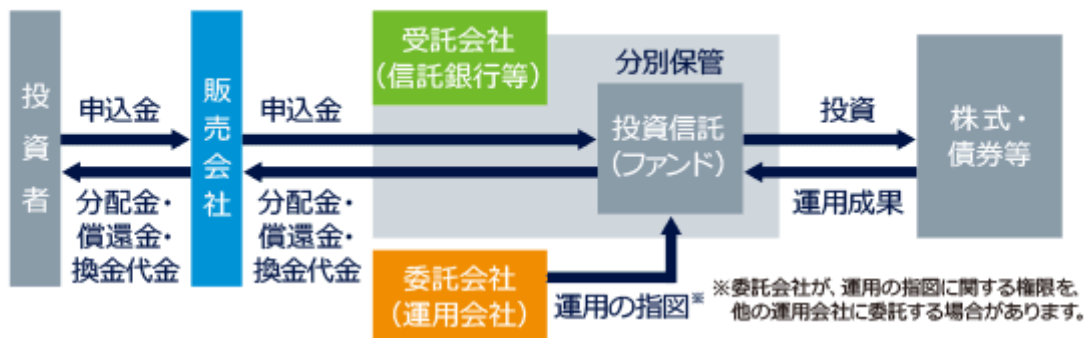 投資者
申込金
分配金・
償還金・
換金代金
販売会社
申込金
分配金・
償還金・
換金代金
受託会社
(信託銀行等)
分別保管
投資信託
(ファンド)
委託会社
(運用会社)
運用の指図※
投資
運用成果
株式・
債券等
※委託会社が、運用の指図に関する権限を、
他の運用会社に委託する場合があります。